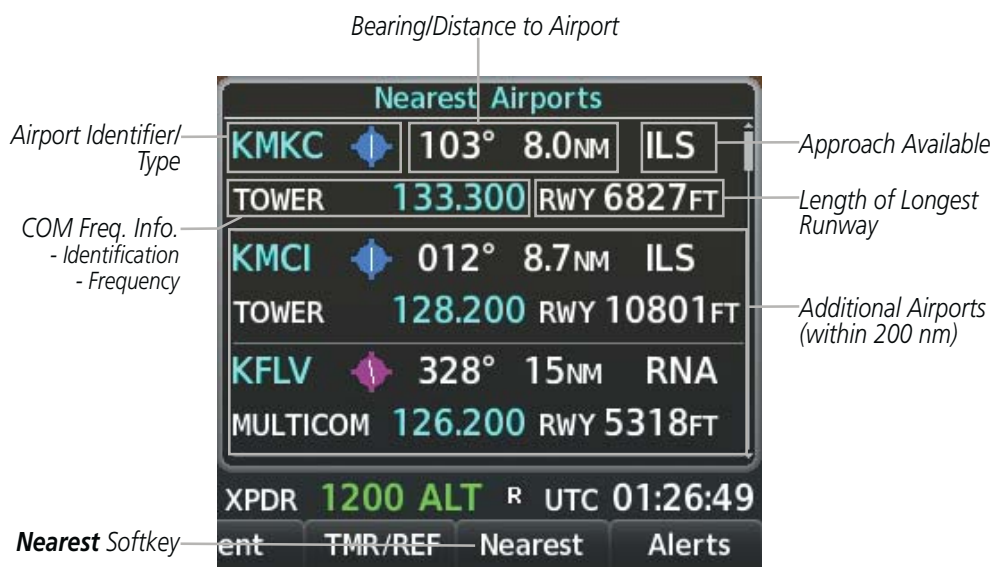 Bearing/Distance to Airport
Nearest Airports
Airport Identifier/
Type
KMKC 103° 8.0NM ILS
Approach Available
TOWER 133.300 RWY 6827FT
Length of Longest
Runway
COM Freq. Info.
- Identification
- Frequency
KMCI 012° 8.7NM ILS
TOWER 128.200 RWY 10801FT
Additional Airports
(within 200 nm)
KFLV 328° 15NM RNA
MULTICOM 126.200 RWY 5318FT
XPDR 1200 ALT R UTC 01:26:49
Nearest Softkey
ent TMR/REF Nearest Alerts